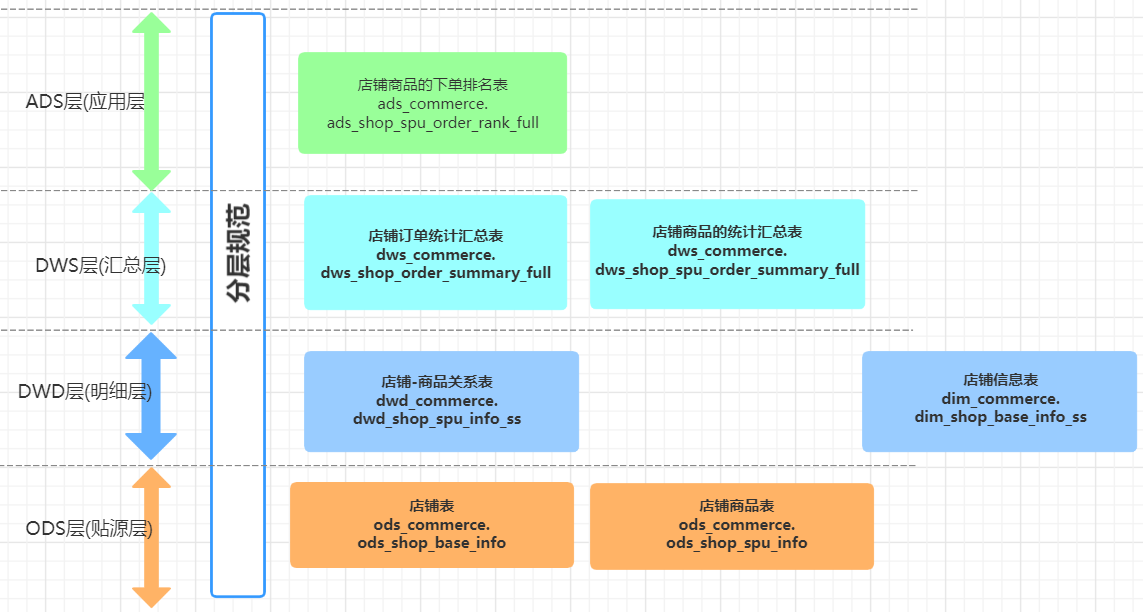 ADS层(应用层
分层规范
店铺商品的下单排名表
ads_commerce.
ads_shop_spu_order_rank_full
DWS层(汇总层)
店铺订单统计汇总表
dws_commerce.
dws_shop_order_summary_full
店铺商品的统计汇总表
dws_commerce.
dws_shop_spu_order_summary_full
DWD层(明细层)
店铺-商品关系表
dwd_commerce.
dwd_shop_spu_info_ss
店铺信息表
dim_commerce.
dim_shop_base_info_ss
ODS层(贴源层)
店铺表
ods_commerce.
ods_shop_base_info
店铺商品表
ods_commerce.
ods_shop_spu_info